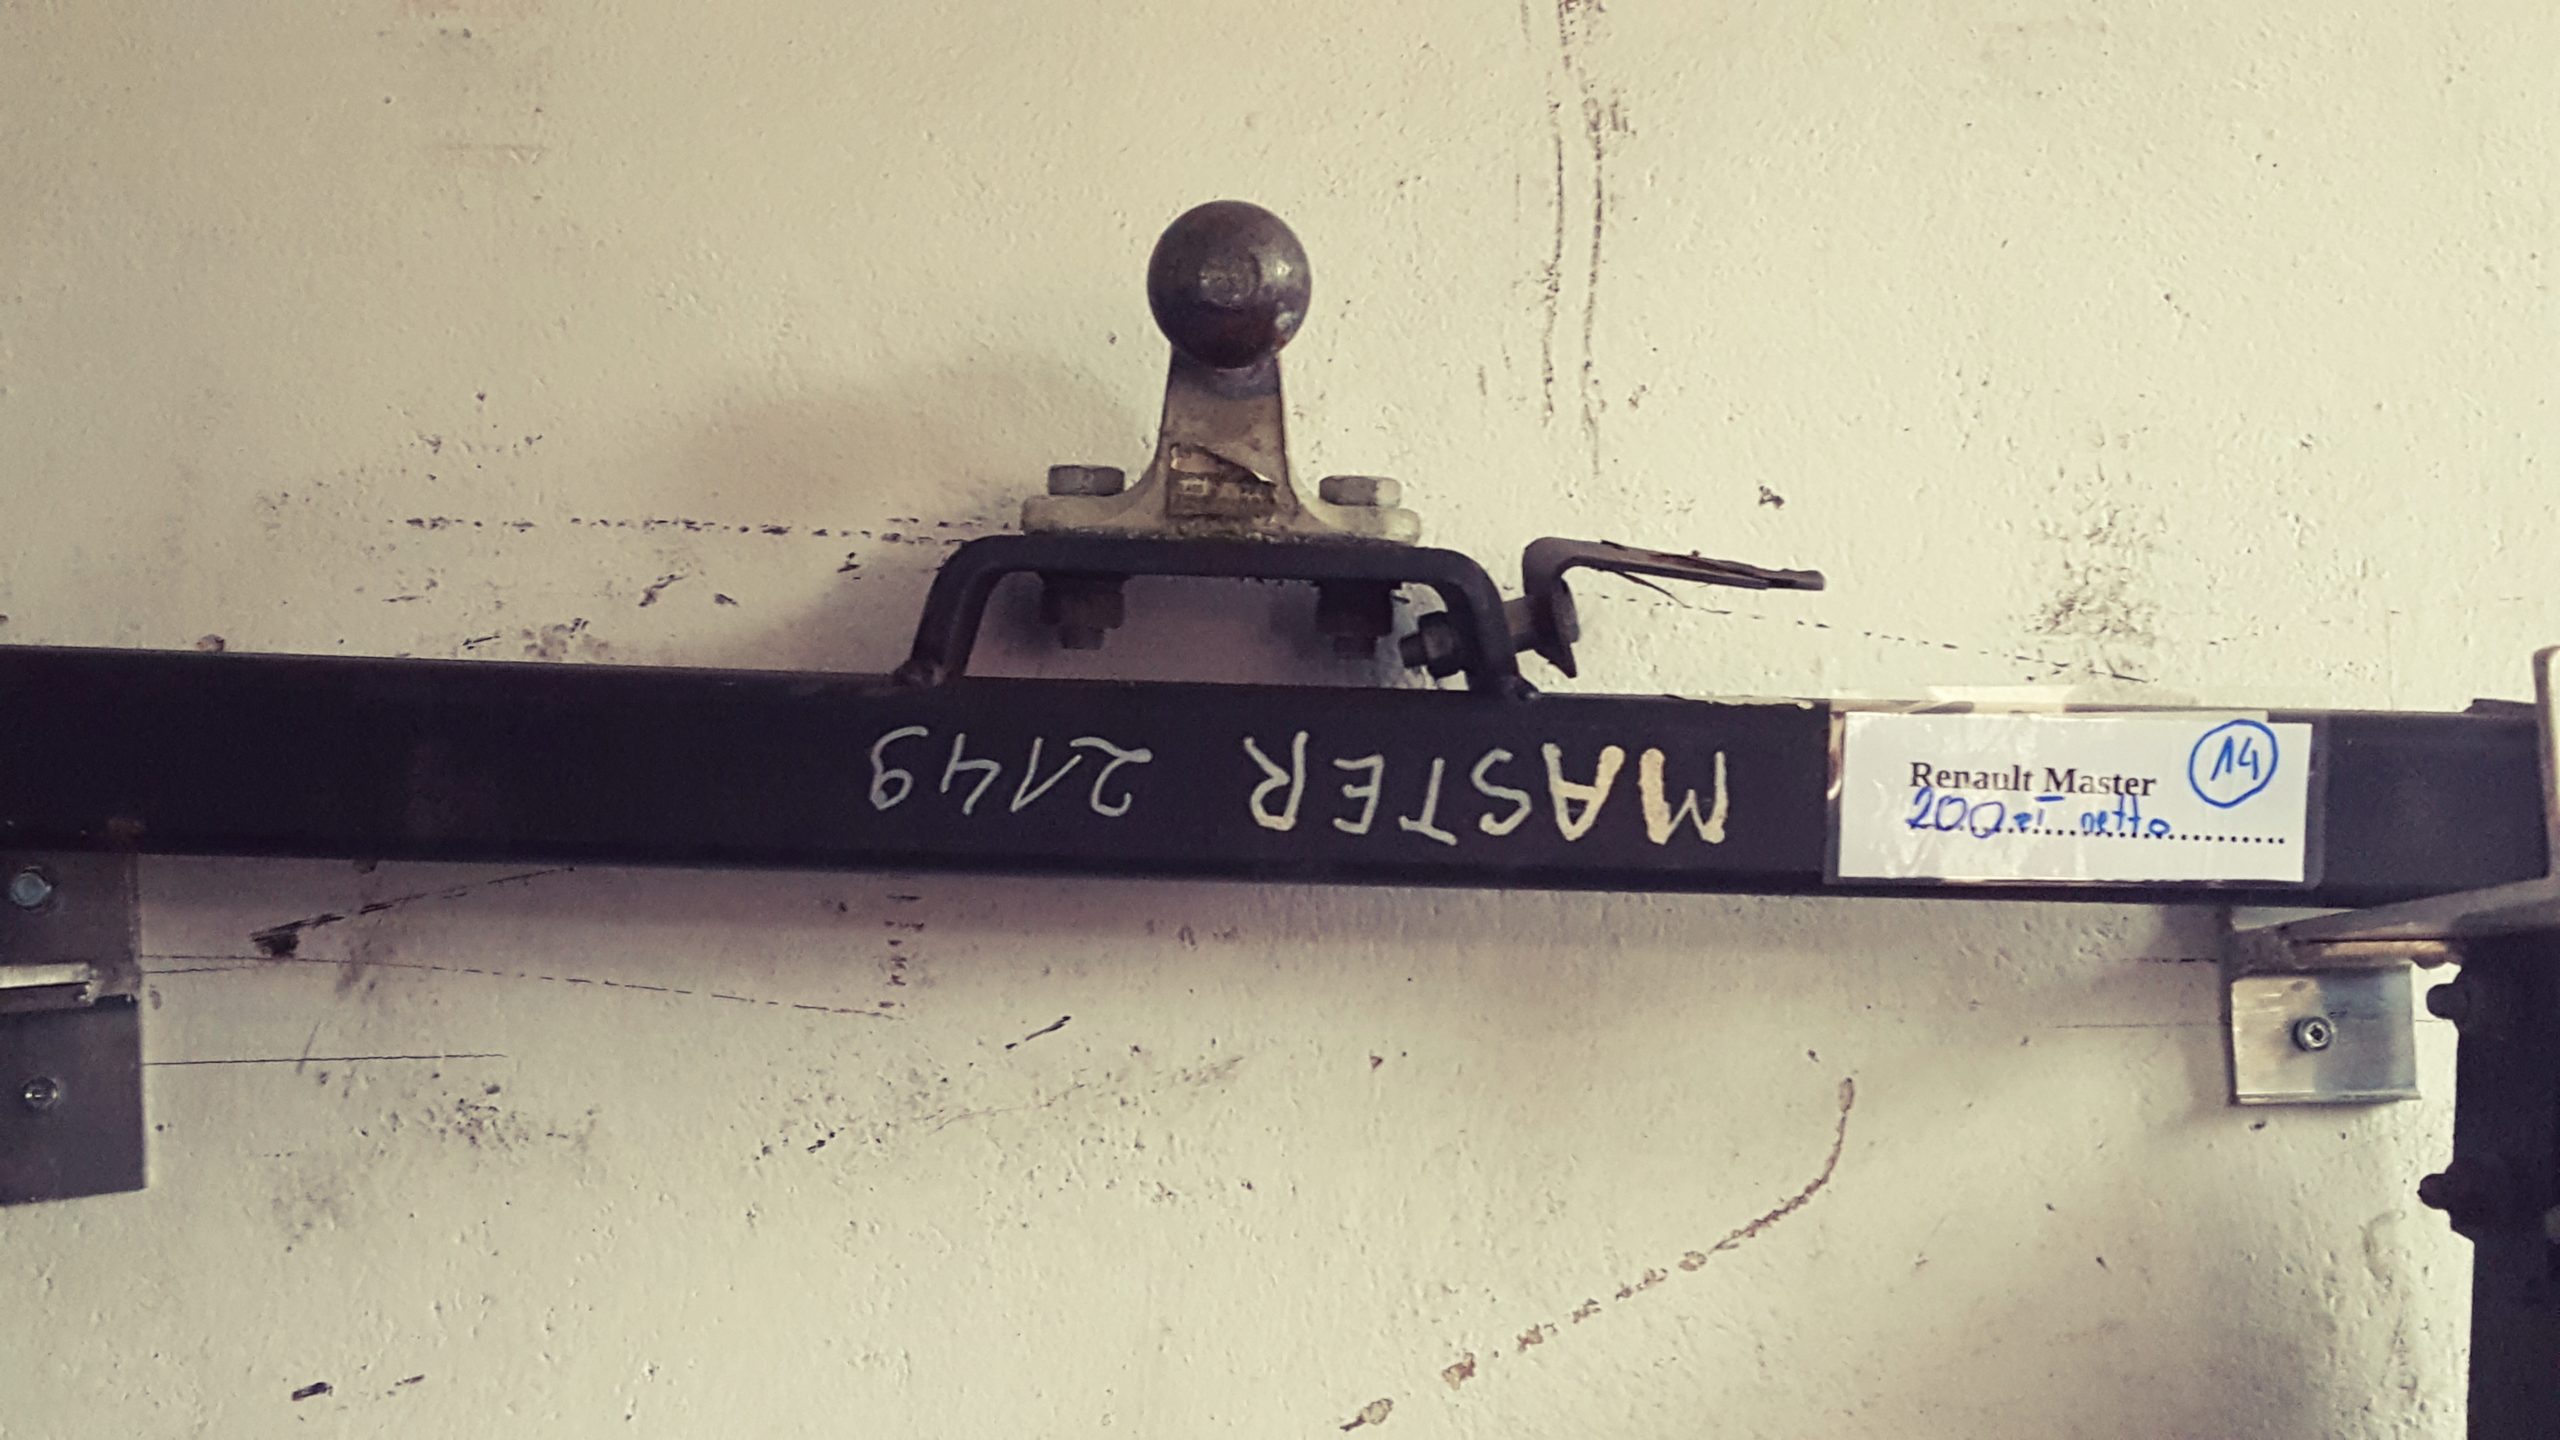 MASTER 2149
Renault Master
14
200 zł netto